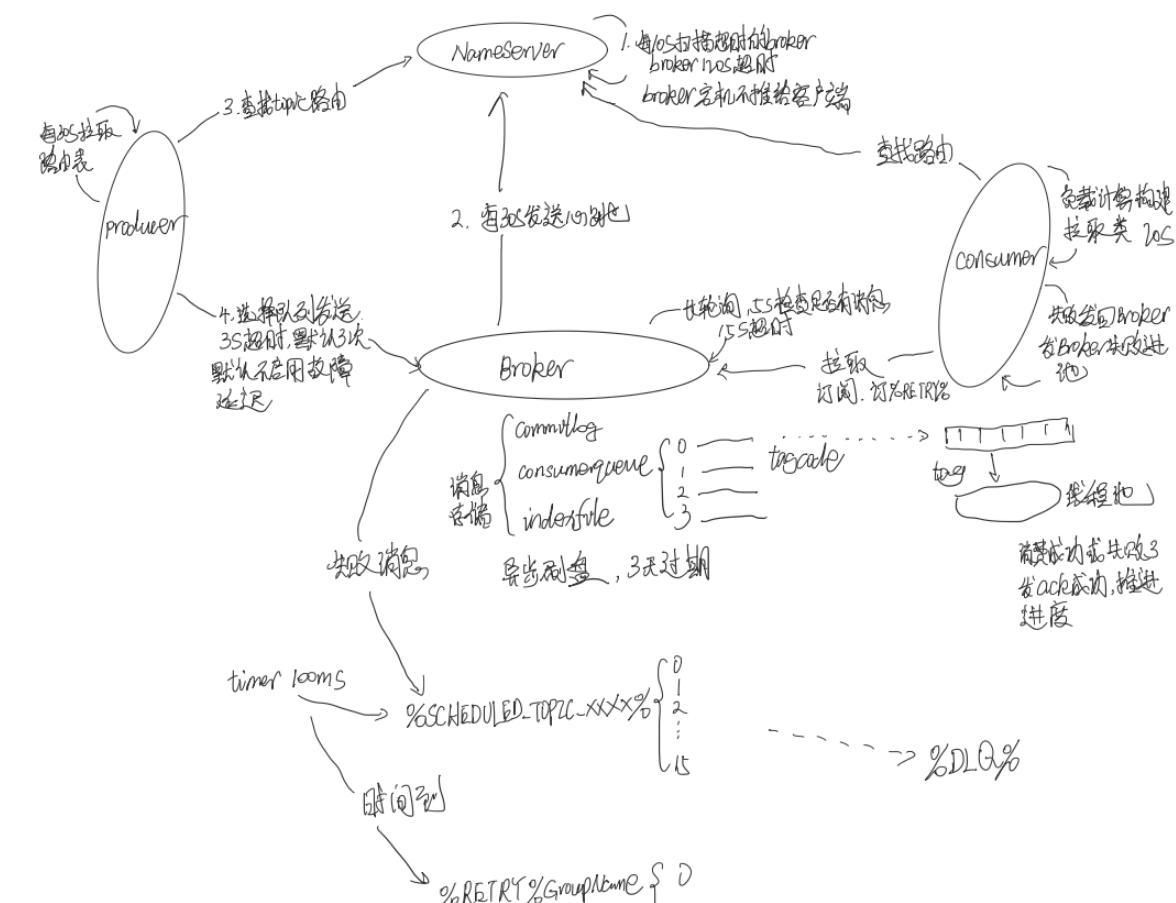 NameServer
1. 每10S扫描超时的broker
broker 120S超时
broker宕机不推给客户端
3.查找topic路由
每30S拉取
路由表
producer
2. 每30S发送心跳包
查找路由
consumer
负载计算构建
拉取类 20S
失败发回Broker
发Broker失败进
池
4.选择队列发送
3S超时,默认3次
默认不启用故障
延迟
长轮询,5S检查是否有消息
15S超时
Broker
拉取
订阅,订%RETRY%
消息
存储
commitlog
consumerqueue
indexfile
0
1
2
3
tagcode
tag
线程池
异步刷盘,3天过期
消费成功或失败3
发ack成功,推进
进度
失败消息
timer 100ms
%SCHEDULED_TOPIC_XXXX%
0
1
2
⋮
15
%DLQ%
时间到
%RETRY%GroupName { 0